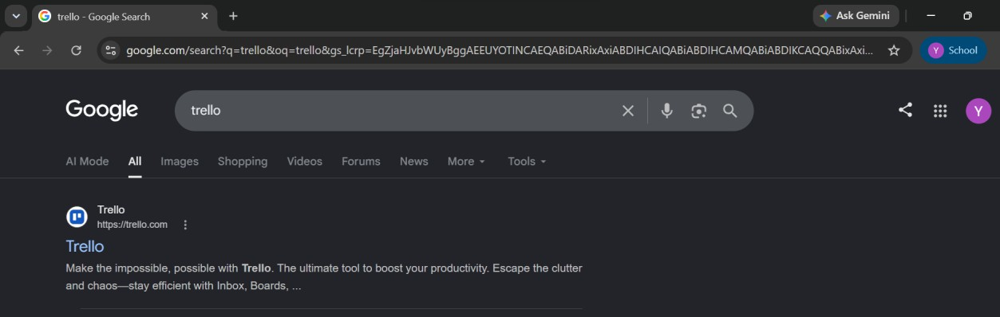 trello - Google Search
Ask Gemini
google.com/search?q=trello&oq=trello&gs_lcrp=EgZjaHJvbWUyBggAEEUYOTINCAEQABiDARixAxiABDIHCAIQABiABDIHCAMQABiABDIKCAQQABixAxi...
Y School
Google
trello
Y
AI Mode All Images Shopping Videos Forums News More Tools
Trello
https://trello.com
Trello
Make the impossible, possible with Trello. The ultimate tool to boost your productivity. Escape the clutter
and chaos—stay efficient with Inbox, Boards, ...